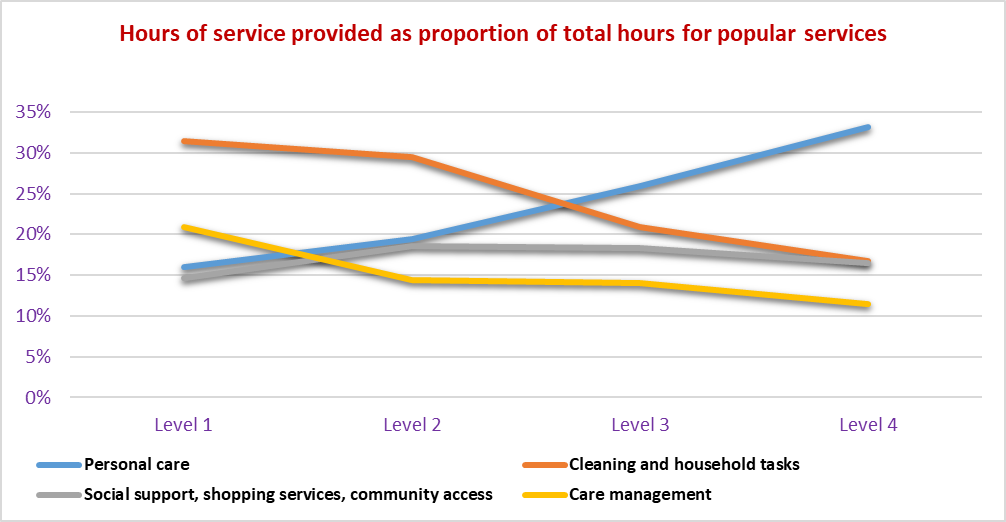 Hours of service provided as proportion of total hours for popular services
35%
30%
25%
20%
15%
10%
5%
0%
Level 1 Level 2 Level 3 Level 4
Personal care Cleaning and household tasks
Social support, shopping services, community access Care management